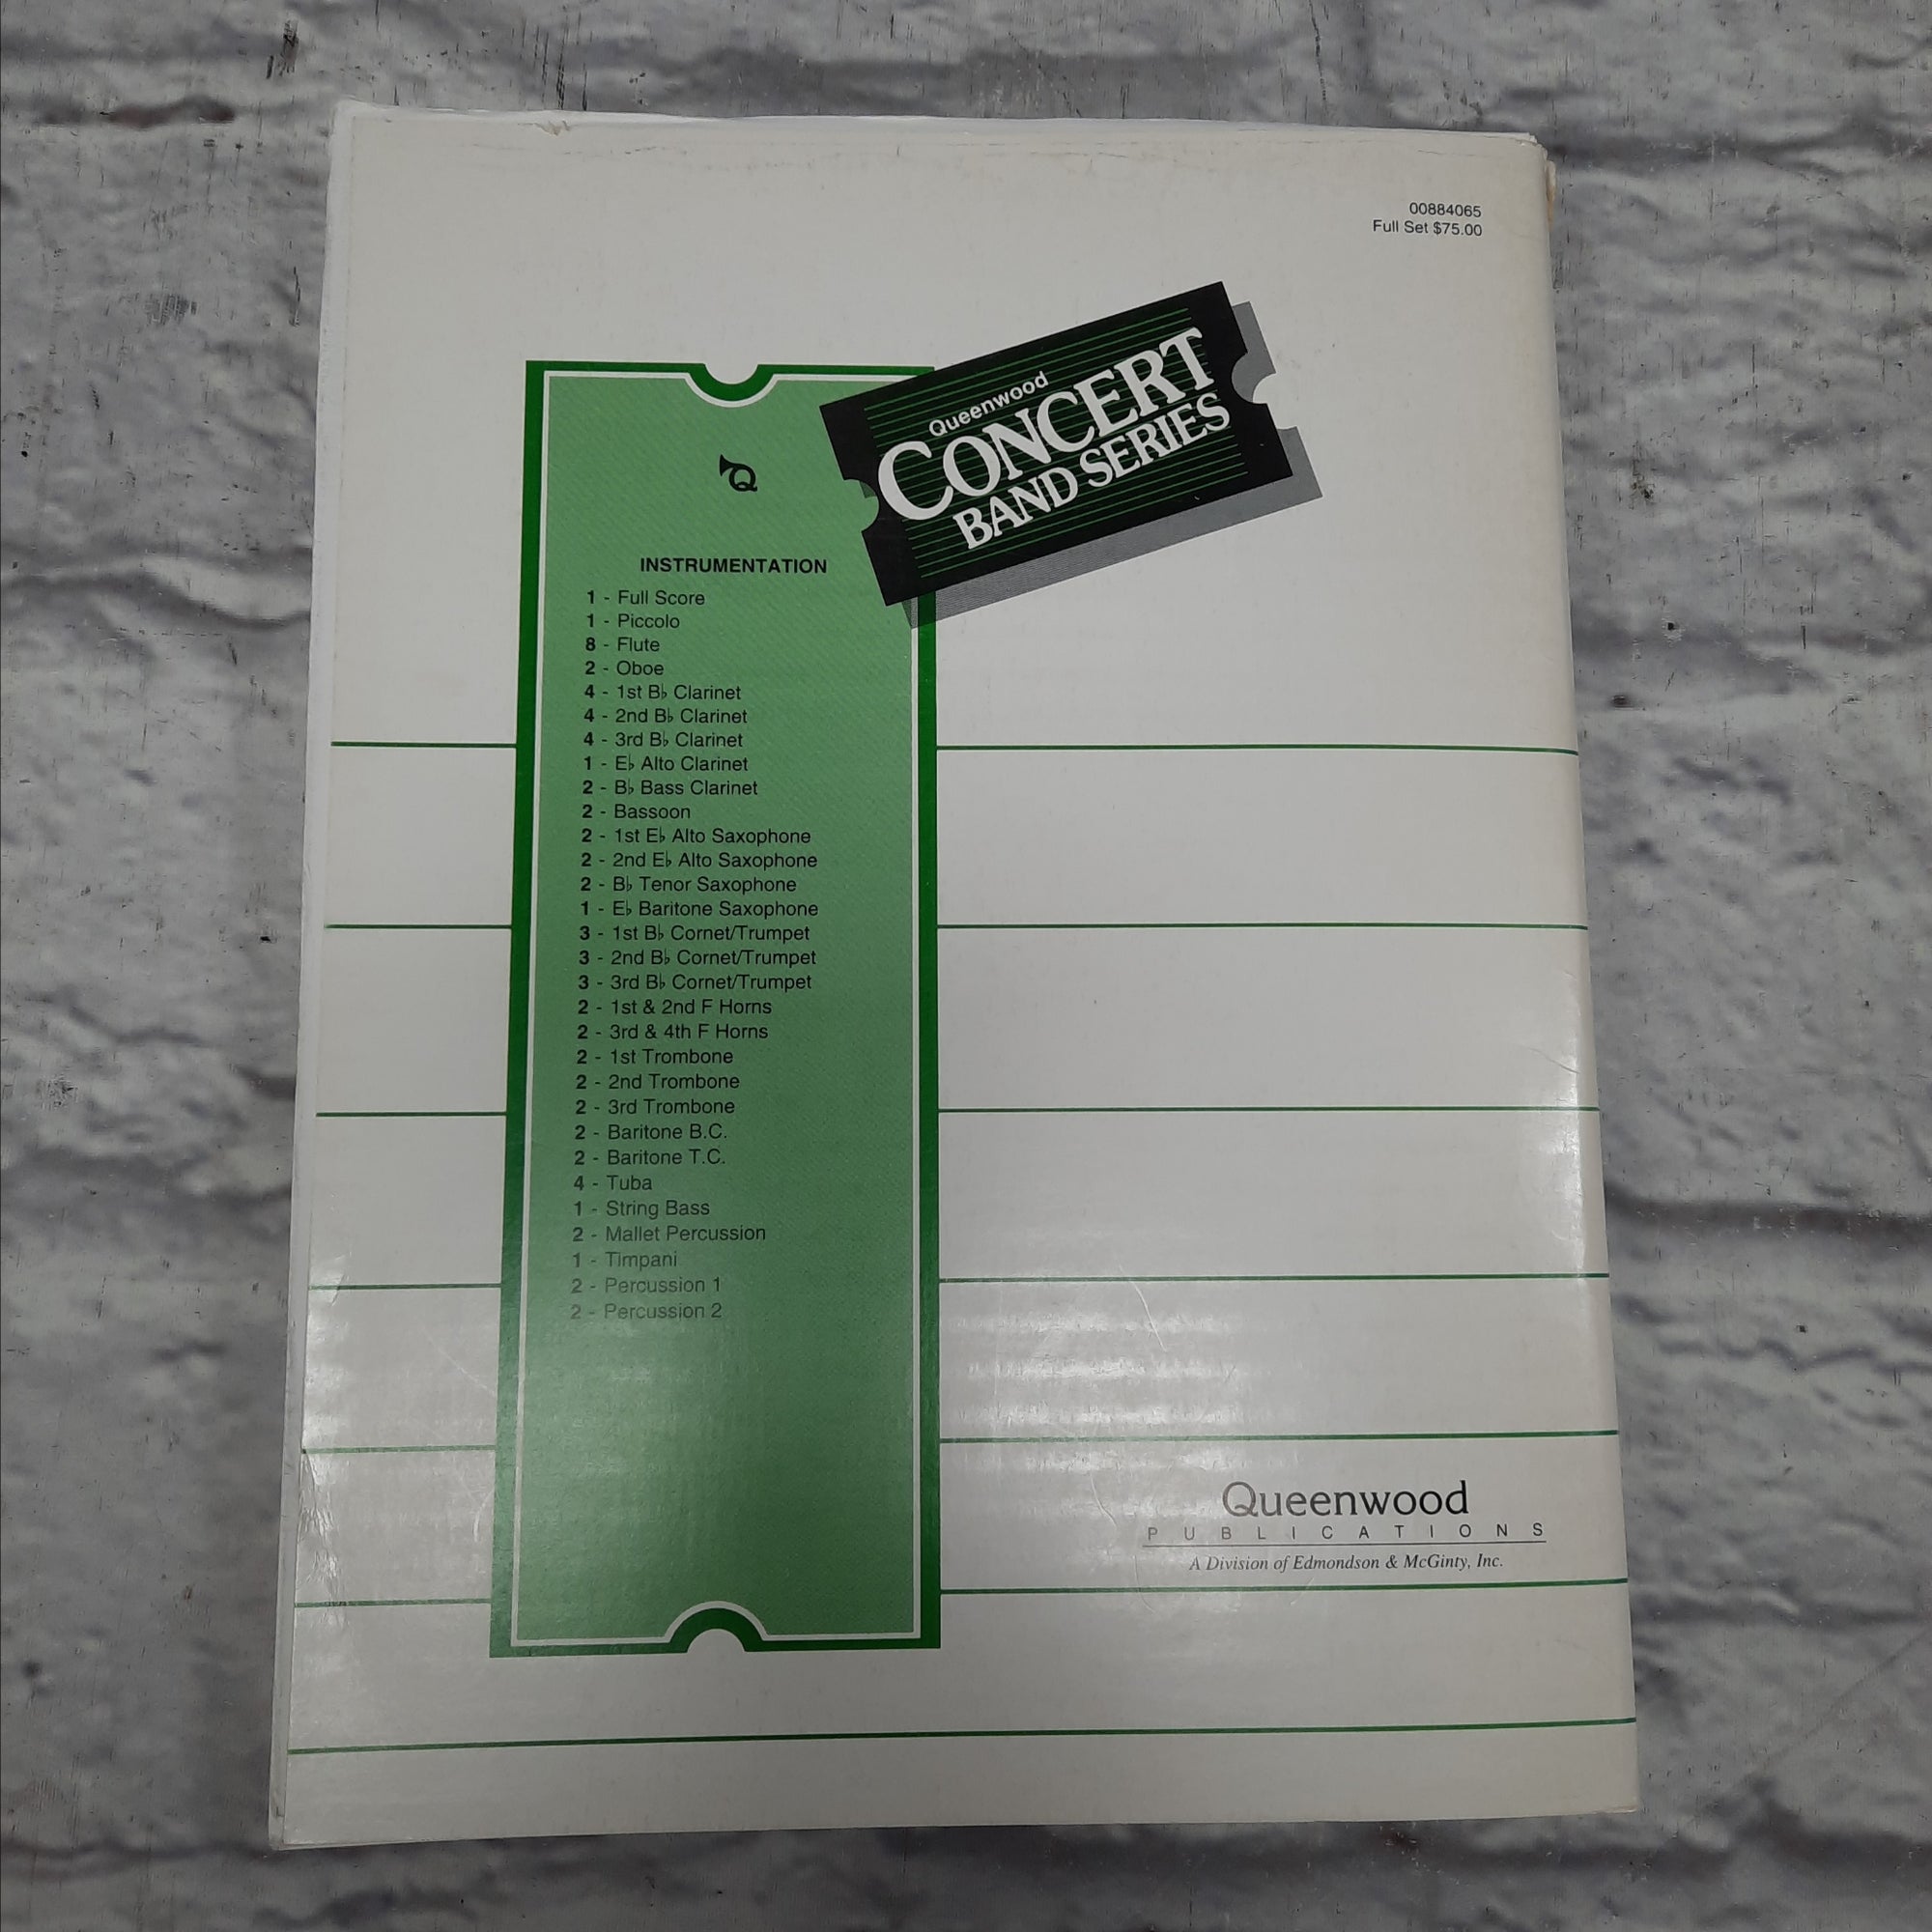 00884065
Full Set $75.00
Queenwood
CONCERT
BAND SERIES
Q
INSTRUMENTATION
1 - Full Score
1 - Piccolo
8 - Flute
2 - Oboe
4 - 1st B♭ Clarinet
4 - 2nd B♭ Clarinet
4 - 3rd B♭ Clarinet
1 - E♭ Alto Clarinet
2 - B♭ Bass Clarinet
2 - Bassoon
2 - 1st E♭ Alto Saxophone
2 - 2nd E♭ Alto Saxophone
2 - B♭ Tenor Saxophone
1 - E♭ Baritone Saxophone
3 - 1st B♭ Cornet/Trumpet
3 - 2nd B♭ Cornet/Trumpet
3 - 3rd B♭ Cornet/Trumpet
2 - 1st & 2nd F Horns
2 - 3rd & 4th F Horns
2 - 1st Trombone
2 - 2nd Trombone
2 - 3rd Trombone
2 - Baritone B.C.
2 - Baritone T.C.
4 - Tuba
1 - String Bass
2 - Mallet Percussion
1 - Timpani
2 - Percussion 1
2 - Percussion 2
Queenwood
PUBLICATIONS
A Division of Edmondson & McGinty, Inc.